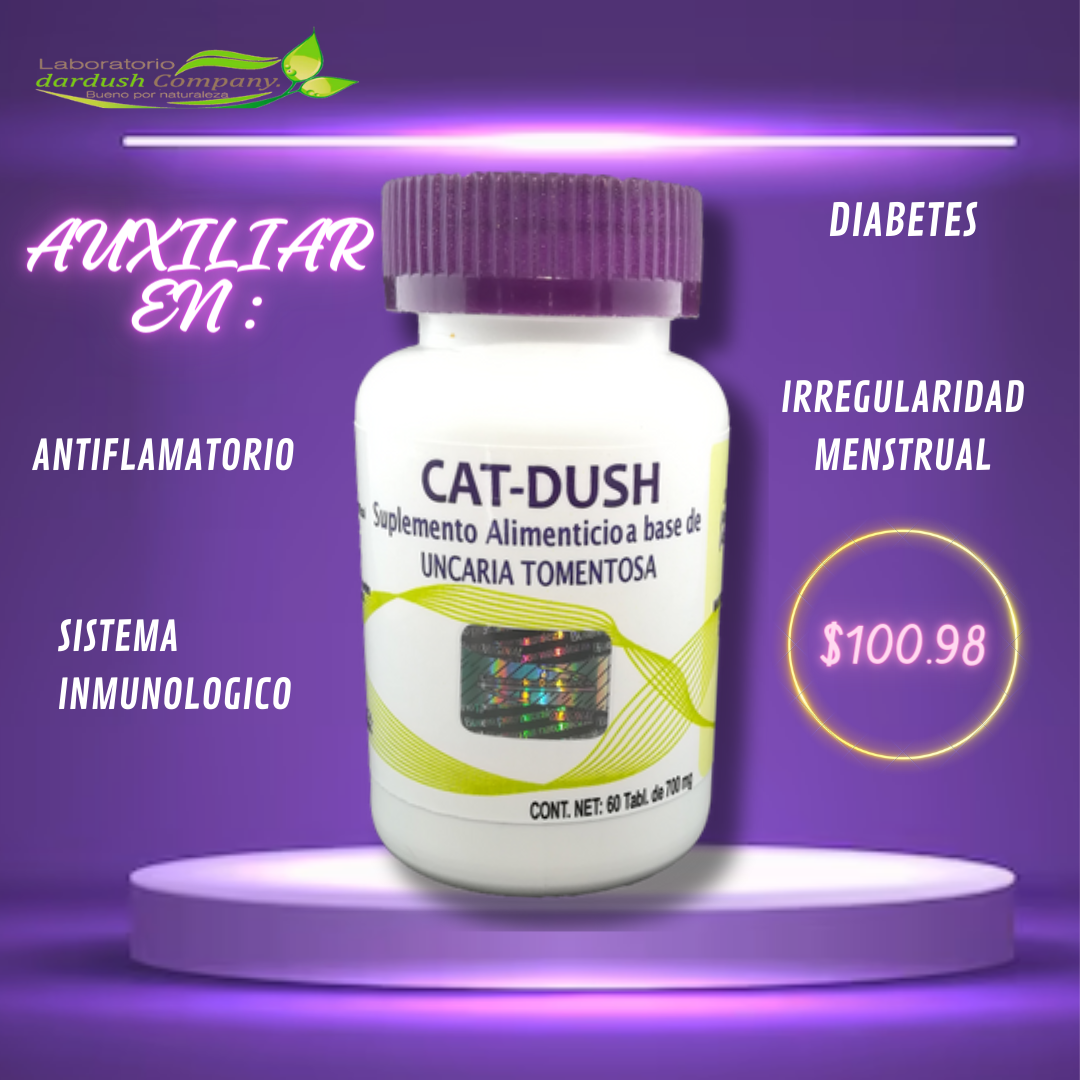 Laboratorio
dardush Company.
Bueno por naturaleza
AUXILIAR
EN :
DIABETES
IRREGULARIDAD
MENSTRUAL
ANTIFLAMATORIO
SISTEMA
INMUNOLOGICO
$100.98
CAT-DUSH
Suplemento Alimenticio a base de
UNCARIA TOMENTOSA
CONT. NET: 60 Tabl. de 700 mg